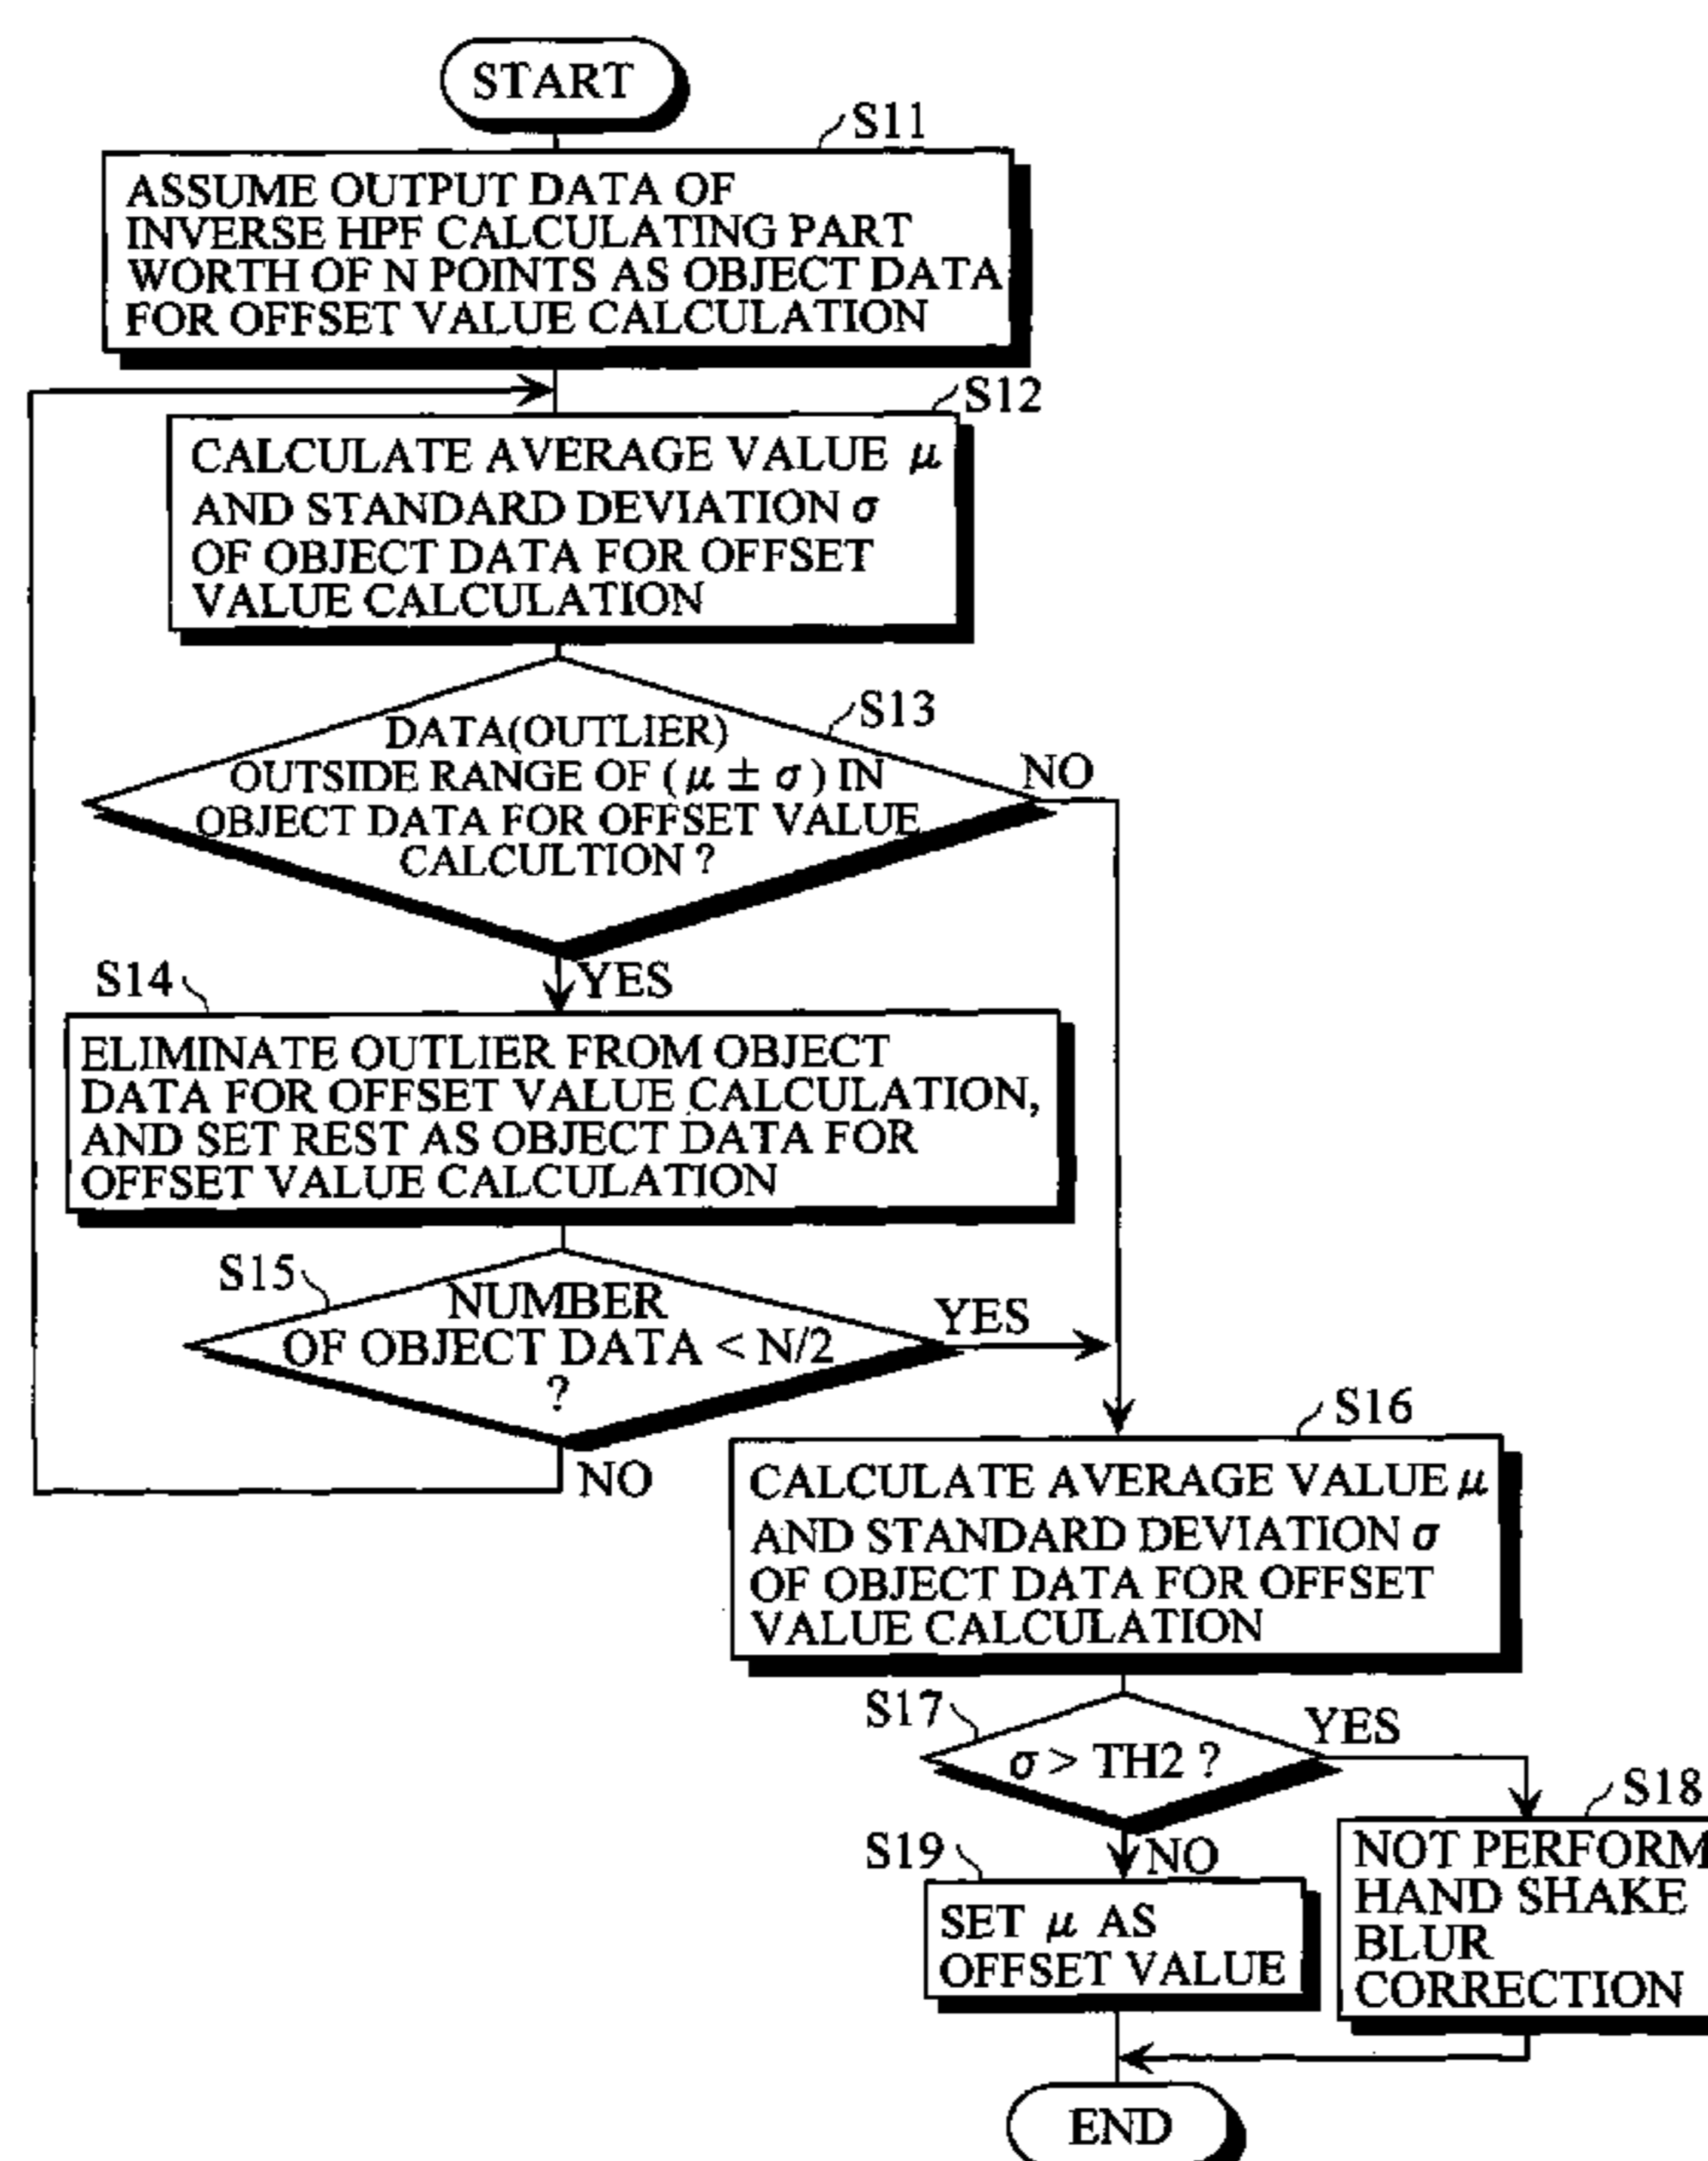 START
S11
ASSUME OUTPUT DATA OF
INVERSE HPF CALCULATING PART
WORTH OF N POINTS AS OBJECT DATA
FOR OFFSET VALUE CALCULATION
S12
CALCULATE AVERAGE VALUE μ
AND STANDARD DEVIATION σ
OF OBJECT DATA FOR OFFSET
VALUE CALCULATION
S13
DATA(OUTLIER)
OUTSIDE RANGE OF ( μ ± σ ) IN
OBJECT DATA FOR OFFSET VALUE
CALCULTION ?
NO
YES
S14
ELIMINATE OUTLIER FROM OBJECT
DATA FOR OFFSET VALUE CALCULATION,
AND SET REST AS OBJECT DATA FOR
OFFSET VALUE CALCULATION
S15
NUMBER
OF OBJECT DATA < N/2
?
YES
NO
S16
CALCULATE AVERAGE VALUE μ
AND STANDARD DEVIATION σ
OF OBJECT DATA FOR OFFSET
VALUE CALCULATION
S17
σ > TH2 ?
YES
NO
S18
NOT PERFORM
HAND SHAKE
BLUR
CORRECTION
S19
SET μ AS
OFFSET VALUE
END